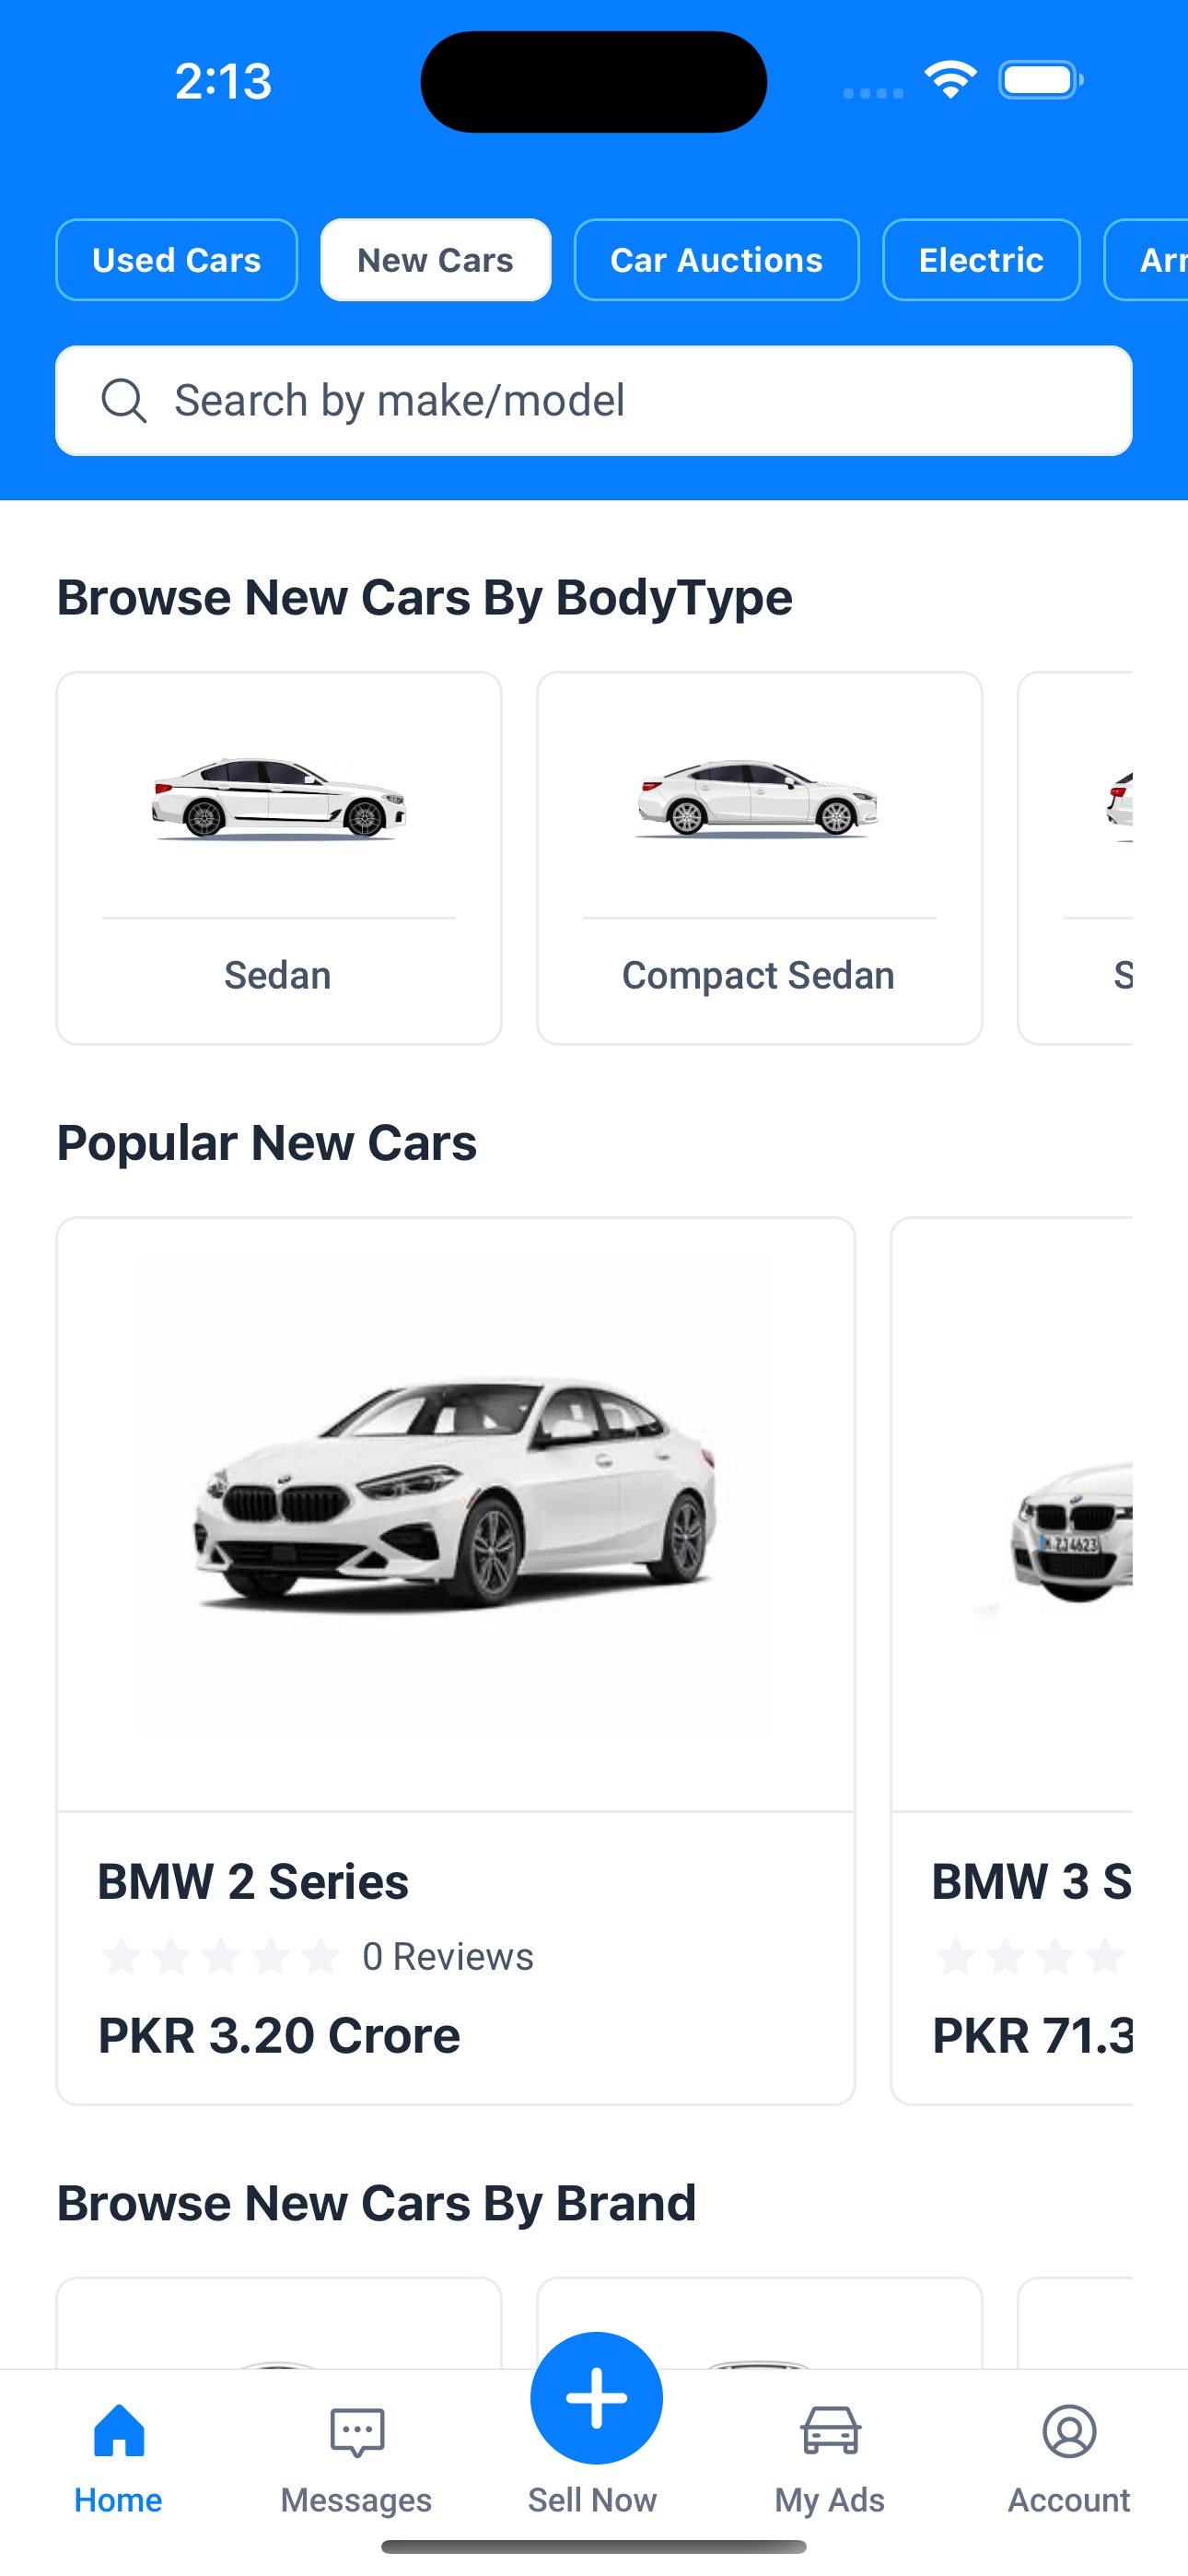 2:13
Used Cars
New Cars
Car Auctions
Electric
Search by make/model
Browse New Cars By BodyType
Sedan
Compact Sedan
S
Popular New Cars
BMW 2 Series
BMW 3 S
0 Reviews
PKR 3.20 Crore
PKR 71.3
Browse New Cars By Brand
Home
Messages
Sell Now
My Ads
Account